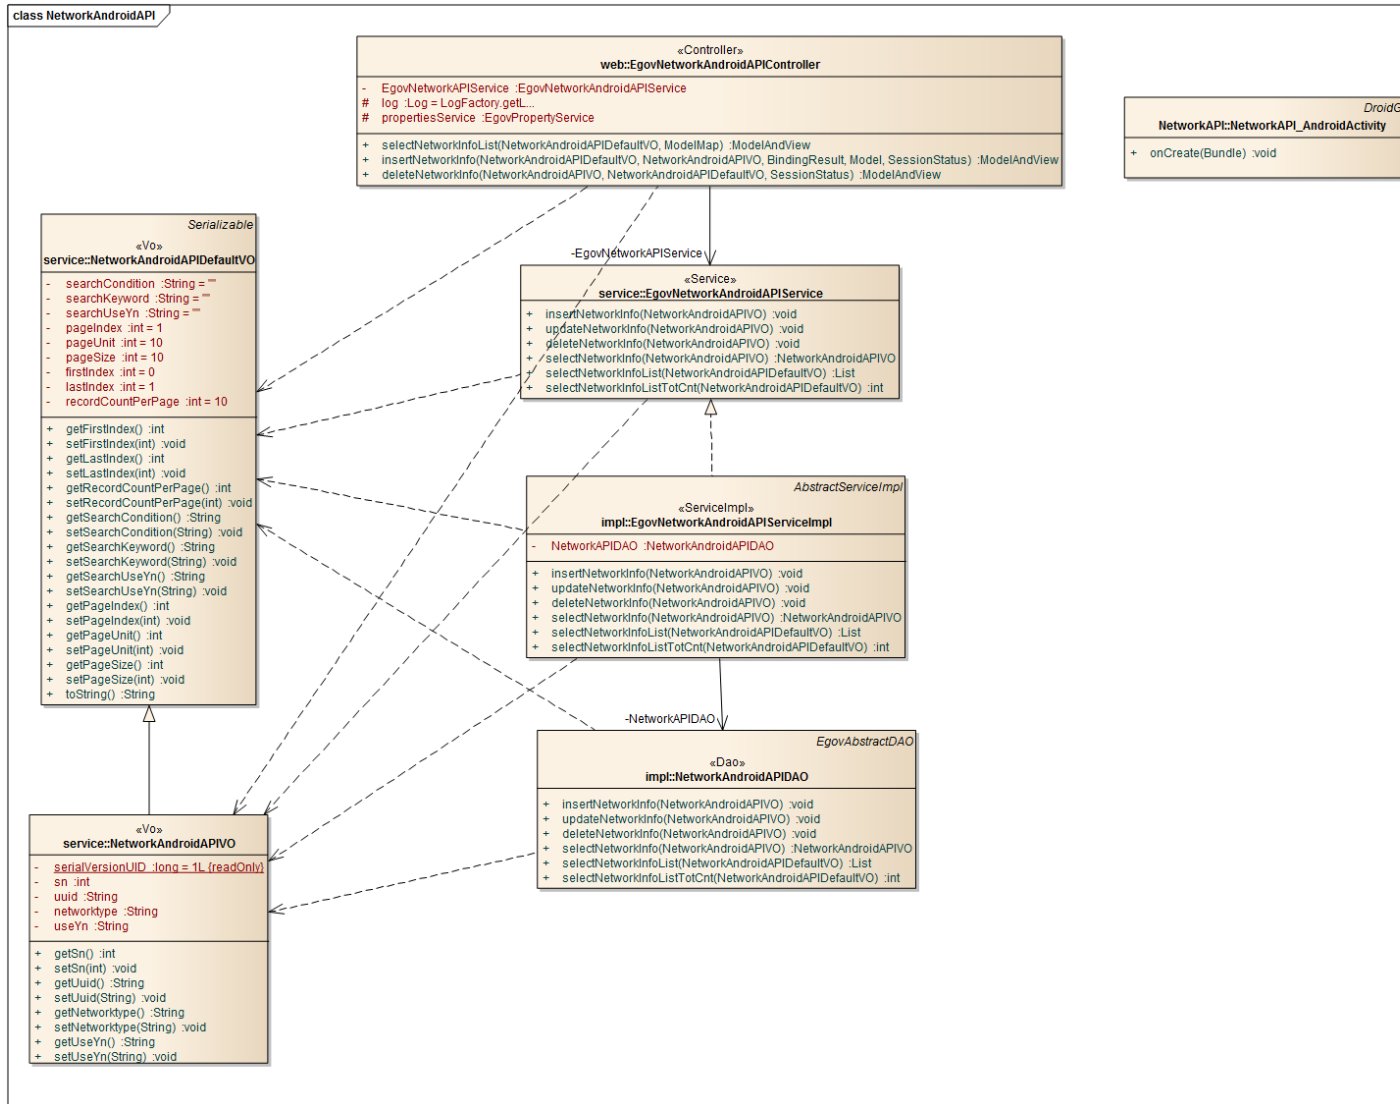 class NetworkAndroidAPI
«Controller»
web::EgovNetworkAndroidAPIController
- EgovNetworkAPIService :EgovNetworkAndroidAPIService
# log :Log = LogFactory.getL...
# propertiesService :EgovPropertyService
+ selectNetworkInfoList(NetworkAndroidAPIDefaultVO, ModelMap) :ModelAndView
+ insertNetworkInfo(NetworkAndroidAPIDefaultVO, NetworkAndroidAPIVO, BindingResult, Model, SessionStatus) :ModelAndView
+ deleteNetworkInfo(NetworkAndroidAPIVO, NetworkAndroidAPIDefaultVO, SessionStatus) :ModelAndView
DroidG
NetworkAPI::NetworkAPI_AndroidActivity
+ onCreate(Bundle) :void
Serializable
«Vo»
service::NetworkAndroidAPIDefaultVO
- searchCondition :String = ""
- searchKeyword :String = ""
- searchUseYn :String = ""
- pageIndex :int = 1
- pageUnit :int = 10
- pageSize :int = 10
- firstIndex :int = 0
- lastIndex :int = 1
- recordCountPerPage :int = 10
+ getFirstIndex() :int
+ setFirstIndex(int) :void
+ getLastIndex() :int
+ setLastIndex(int) :void
+ getRecordCountPerPage() :int
+ setRecordCountPerPage(int) :void
+ getSearchCondition() :String
+ setSearchCondition(String) :void
+ getSearchKeyword() :String
+ setSearchKeyword(String) :void
+ getSearchUseYn() :String
+ setSearchUseYn(String) :void
+ getPageIndex() :int
+ setPageIndex(int) :void
+ getPageUnit() :int
+ setPageUnit(int) :void
+ getPageSize() :int
+ setPageSize(int) :void
+ toString() :String
-EgovNetworkAPIService
«Service»
service::EgovNetworkAndroidAPIService
+ insertNetworkInfo(NetworkAndroidAPIVO) :void
+ updateNetworkInfo(NetworkAndroidAPIVO) :void
+ deleteNetworkInfo(NetworkAndroidAPIVO) :void
+ selectNetworkInfo(NetworkAndroidAPIVO) :NetworkAndroidAPIVO
+ selectNetworkInfoList(NetworkAndroidAPIDefaultVO) :List
+ selectNetworkInfoListTotCnt(NetworkAndroidAPIDefaultVO) :int
AbstractServiceImpl
«ServiceImpl»
impl::EgovNetworkAndroidAPIServiceImpl
- NetworkAPIDAO :NetworkAndroidAPIDAO
+ insertNetworkInfo(NetworkAndroidAPIVO) :void
+ updateNetworkInfo(NetworkAndroidAPIVO) :void
+ deleteNetworkInfo(NetworkAndroidAPIVO) :void
+ selectNetworkInfo(NetworkAndroidAPIVO) :NetworkAndroidAPIVO
+ selectNetworkInfoList(NetworkAndroidAPIDefaultVO) :List
+ selectNetworkInfoListTotCnt(NetworkAndroidAPIDefaultVO) :int
-NetworkAPIDAO
EgovAbstractDAO
«Dao»
impl::NetworkAndroidAPIDAO
+ insertNetworkInfo(NetworkAndroidAPIVO) :void
+ updateNetworkInfo(NetworkAndroidAPIVO) :void
+ deleteNetworkInfo(NetworkAndroidAPIVO) :void
+ selectNetworkInfo(NetworkAndroidAPIVO) :NetworkAndroidAPIVO
+ selectNetworkInfoList(NetworkAndroidAPIDefaultVO) :List
+ selectNetworkInfoListTotCnt(NetworkAndroidAPIDefaultVO) :int
«Vo»
service::NetworkAndroidAPIVO
- serialVersionUID :long = 1L {readOnly}
- sn :int
- uuid :String
- networktype :String
- useYn :String
+ getSn() :int
+ setSn(int) :void
+ getUuid() :String
+ setUuid(String) :void
+ getNetworktype() :String
+ setNetworktype(String) :void
+ getUseYn() :String
+ setUseYn(String) :void